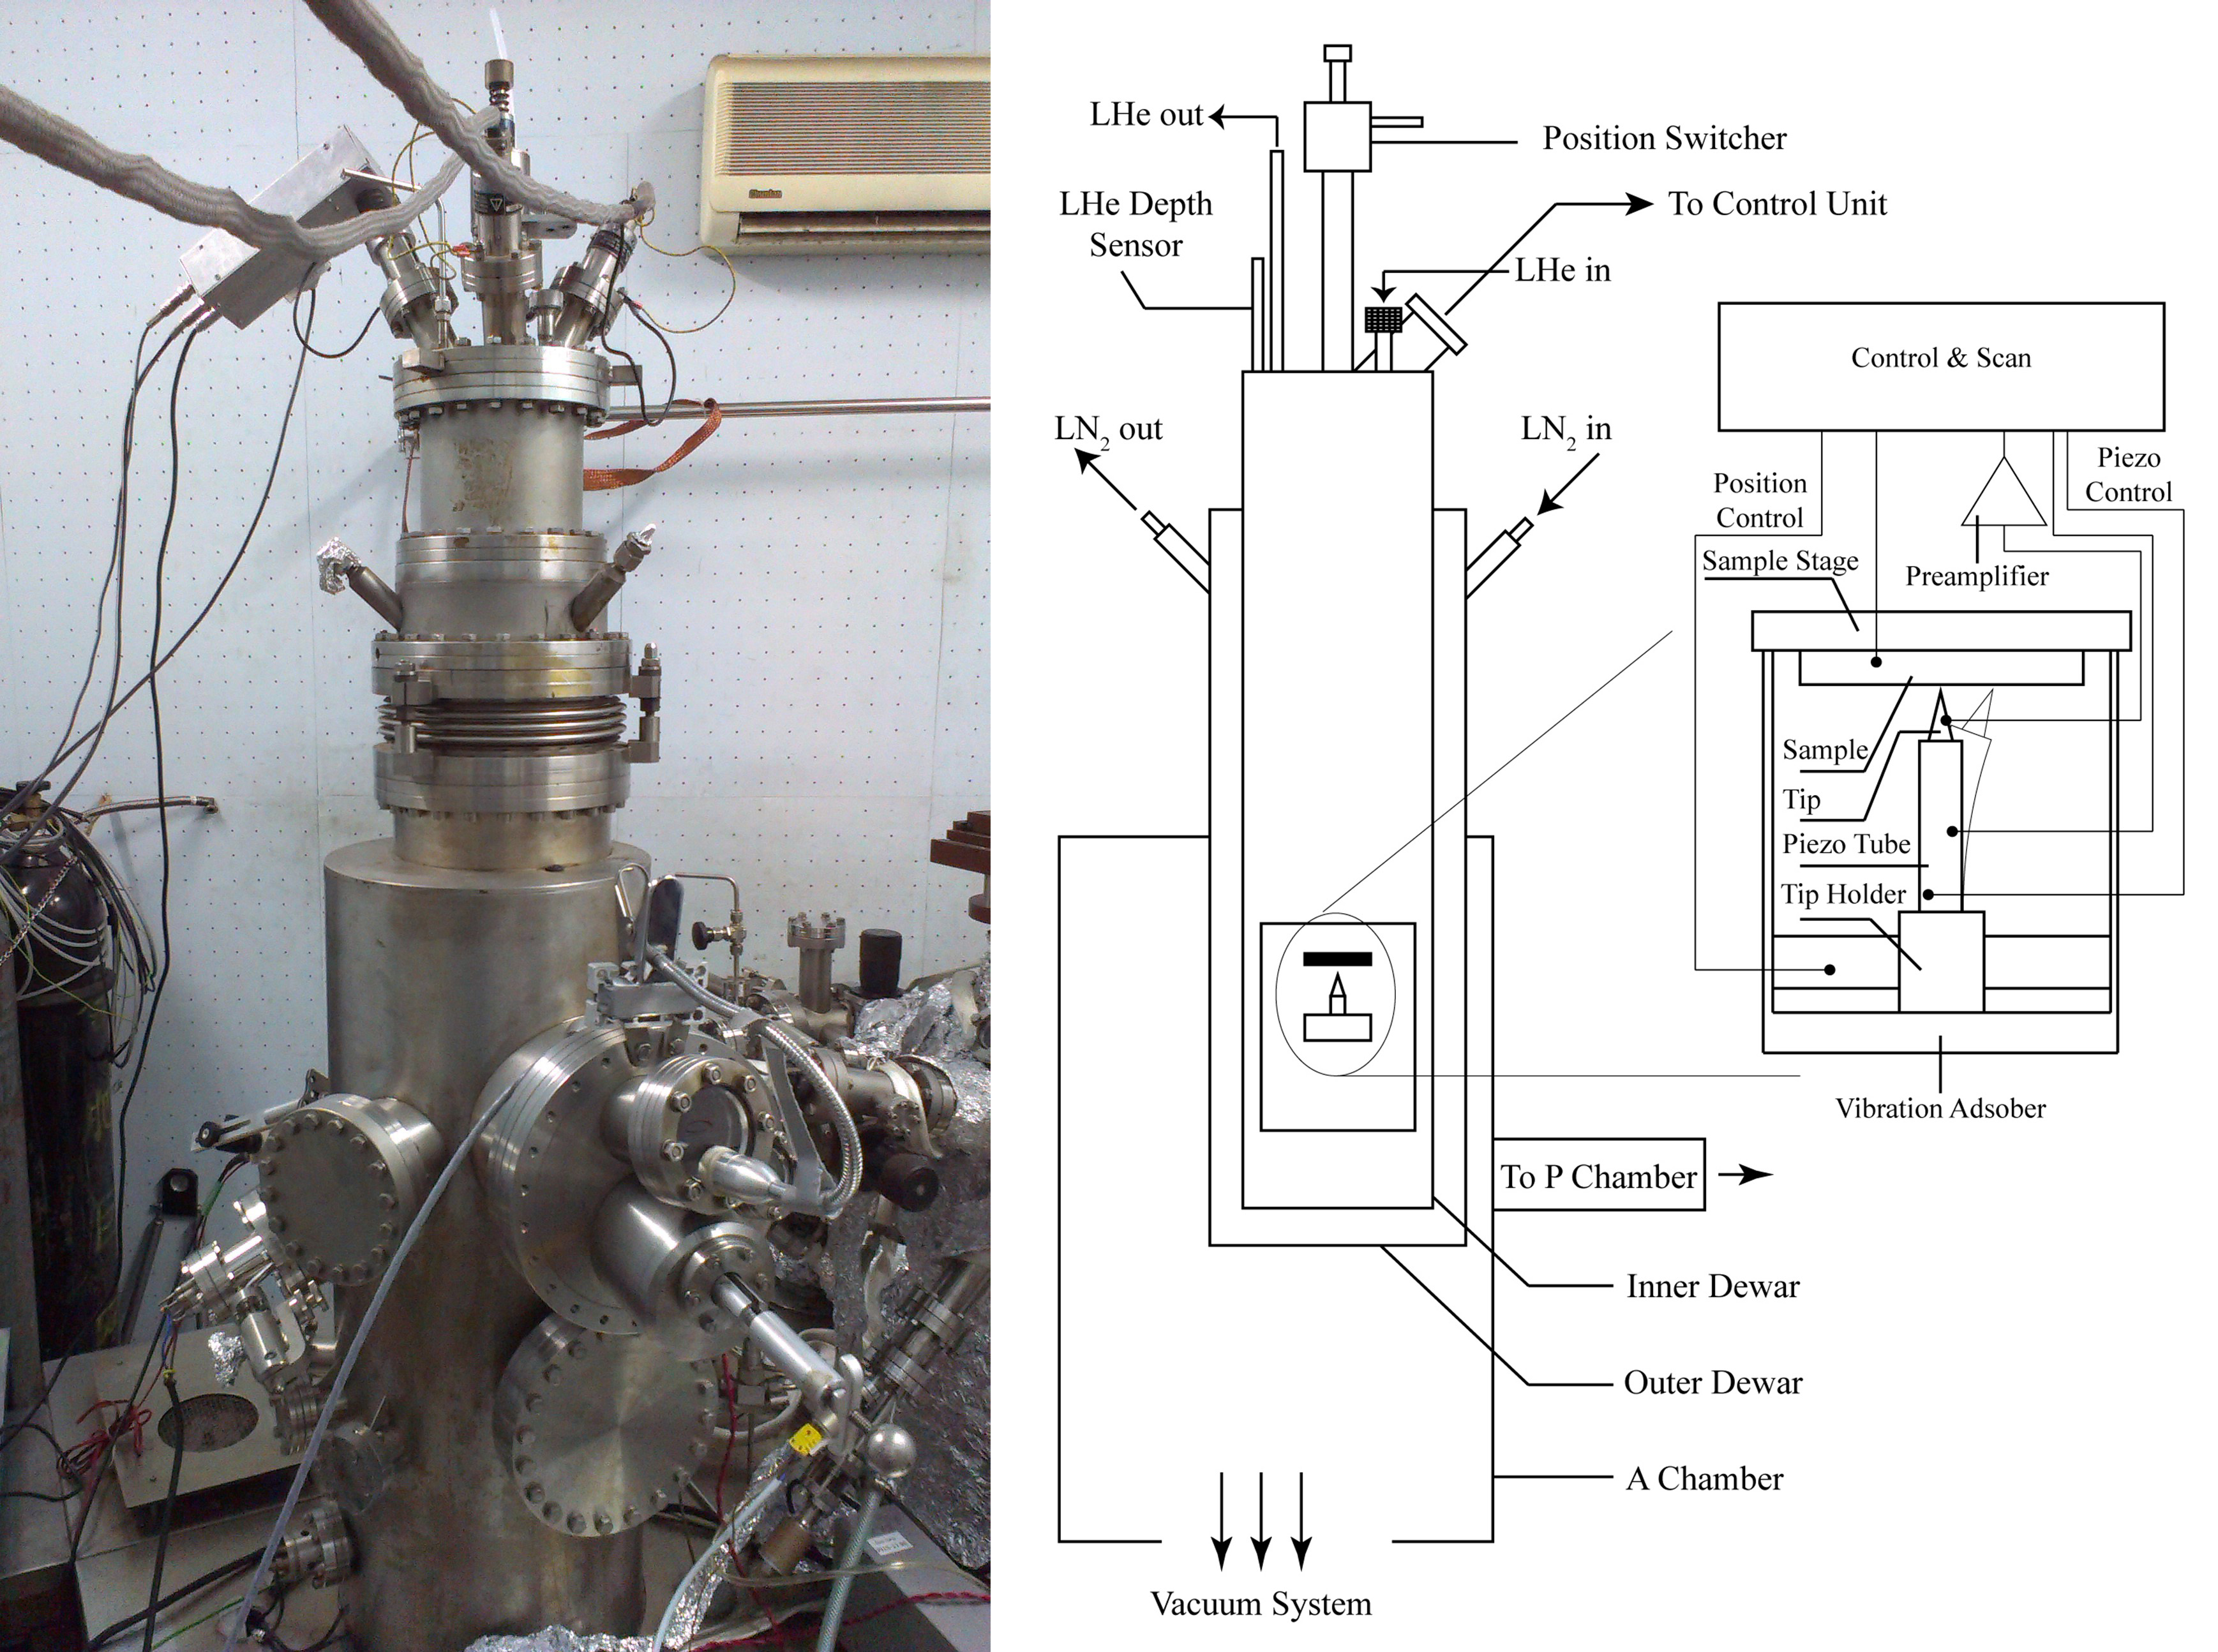 LHe out
Position Switcher
LHe Depth
Sensor
To Control Unit
LHe in
LN2 out
LN2 in
Control & Scan
Position
Control
Piezo
Control
Sample Stage
Preamplifier
Sample
Tip
Piezo Tube
Tip Holder
Vibration Adsober
To P Chamber
Inner Dewar
Outer Dewar
A Chamber
Vacuum System